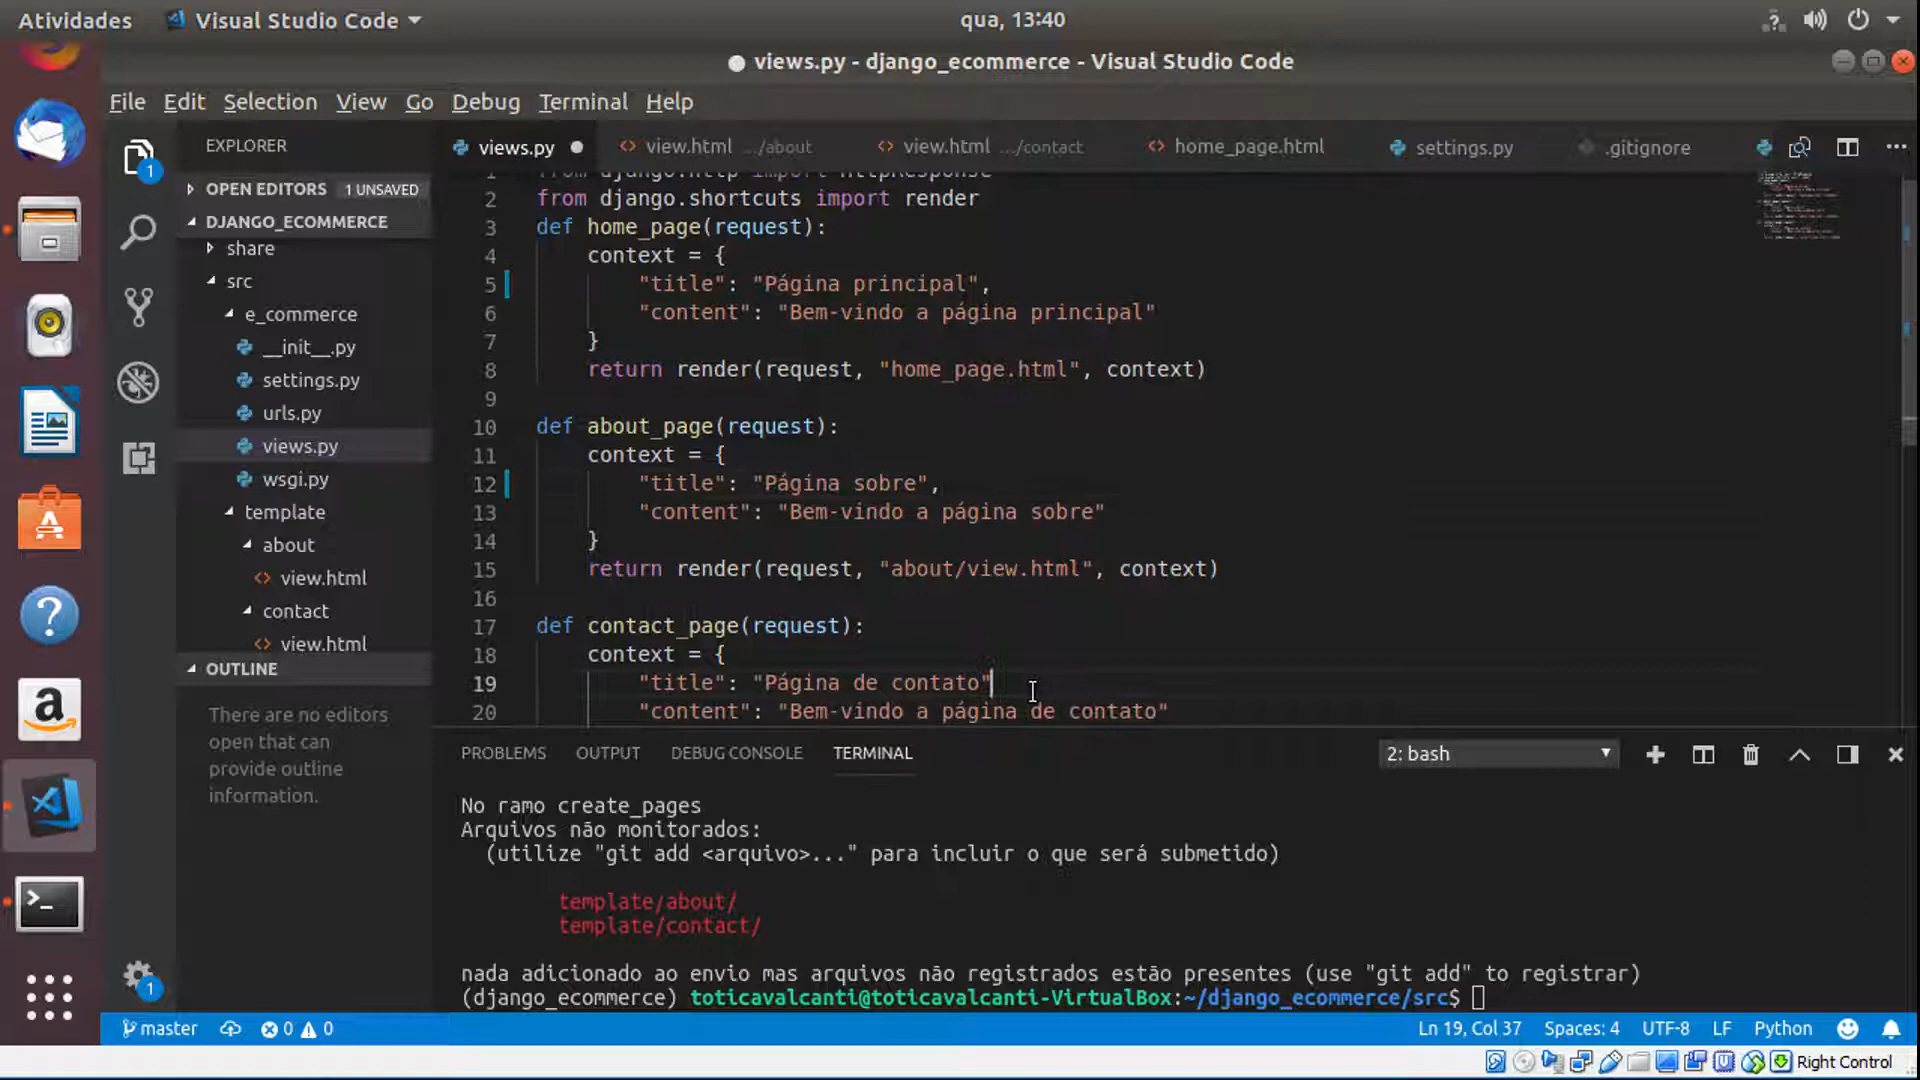 Atividades
Visual Studio Code
qua, 13:40
views.py - django_ecommerce - Visual Studio Code
File Edit Selection View Go Debug Terminal Help
EXPLORER
OPEN EDITORS 1 UNSAVED
DJANGO_ECOMMERCE
share
src
e_commerce
__init__.py
settings.py
urls.py
views.py
wsgi.py
template
about
view.html
contact
view.html
OUTLINE
There are no editors
open that can
provide outline
information.
1
1
views.py view.html .../about view.html .../contact home_page.html settings.py .gitignore
1 from django.http import HttpResponse
2 from django.shortcuts import render
3 def home_page(request):
4 context = {
5 "title": "Página principal",
6 "content": "Bem-vindo a página principal"
7 }
8 return render(request, "home_page.html", context)
9
10 def about_page(request):
11 context = {
12 "title": "Página sobre",
13 "content": "Bem-vindo a página sobre"
14 }
15 return render(request, "about/view.html", context)
16
17 def contact_page(request):
18 context = {
19 "title": "Página de contato"
20 "content": "Bem-vindo a página de contato"
PROBLEMS OUTPUT DEBUG CONSOLE TERMINAL 2: bash
No ramo create_pages
Arquivos não monitorados:
(utilize "git add <arquivo>..." para incluir o que será submetido)
template/about/
template/contact/
nada adicionado ao envio mas arquivos não registrados estão presentes (use "git add" to registrar)
(django_ecommerce) toticavalcanti@toticavalcanti-VirtualBox:~/django_ecommerce/src$
master 0 0 Ln 19, Col 37 Spaces: 4 UTF-8 LF Python
Right Control